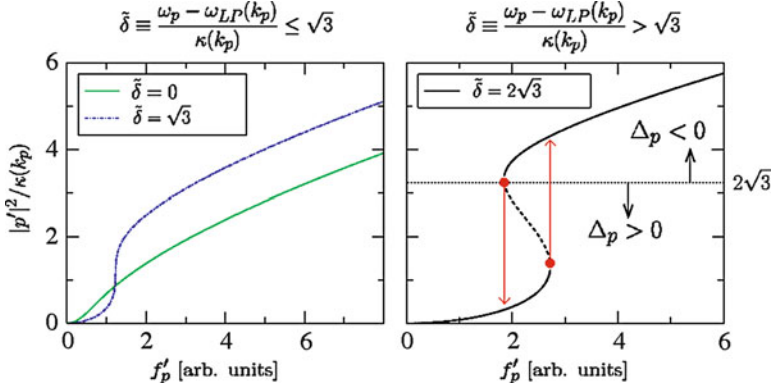 δ̃ ≡ (ω_p − ω_LP(k_p)) / κ(k_p) ≤ √3
δ̃ = 0
δ̃ = √3
|p′|²/κ(k_p)
6
4
2
0
0 2 4 6
f′_p [arb. units]
δ̃ ≡ (ω_p − ω_LP(k_p)) / κ(k_p) > √3
δ̃ = 2√3
Δ_p < 0
2√3
Δ_p > 0
0 2 4 6
f′_p [arb. units]